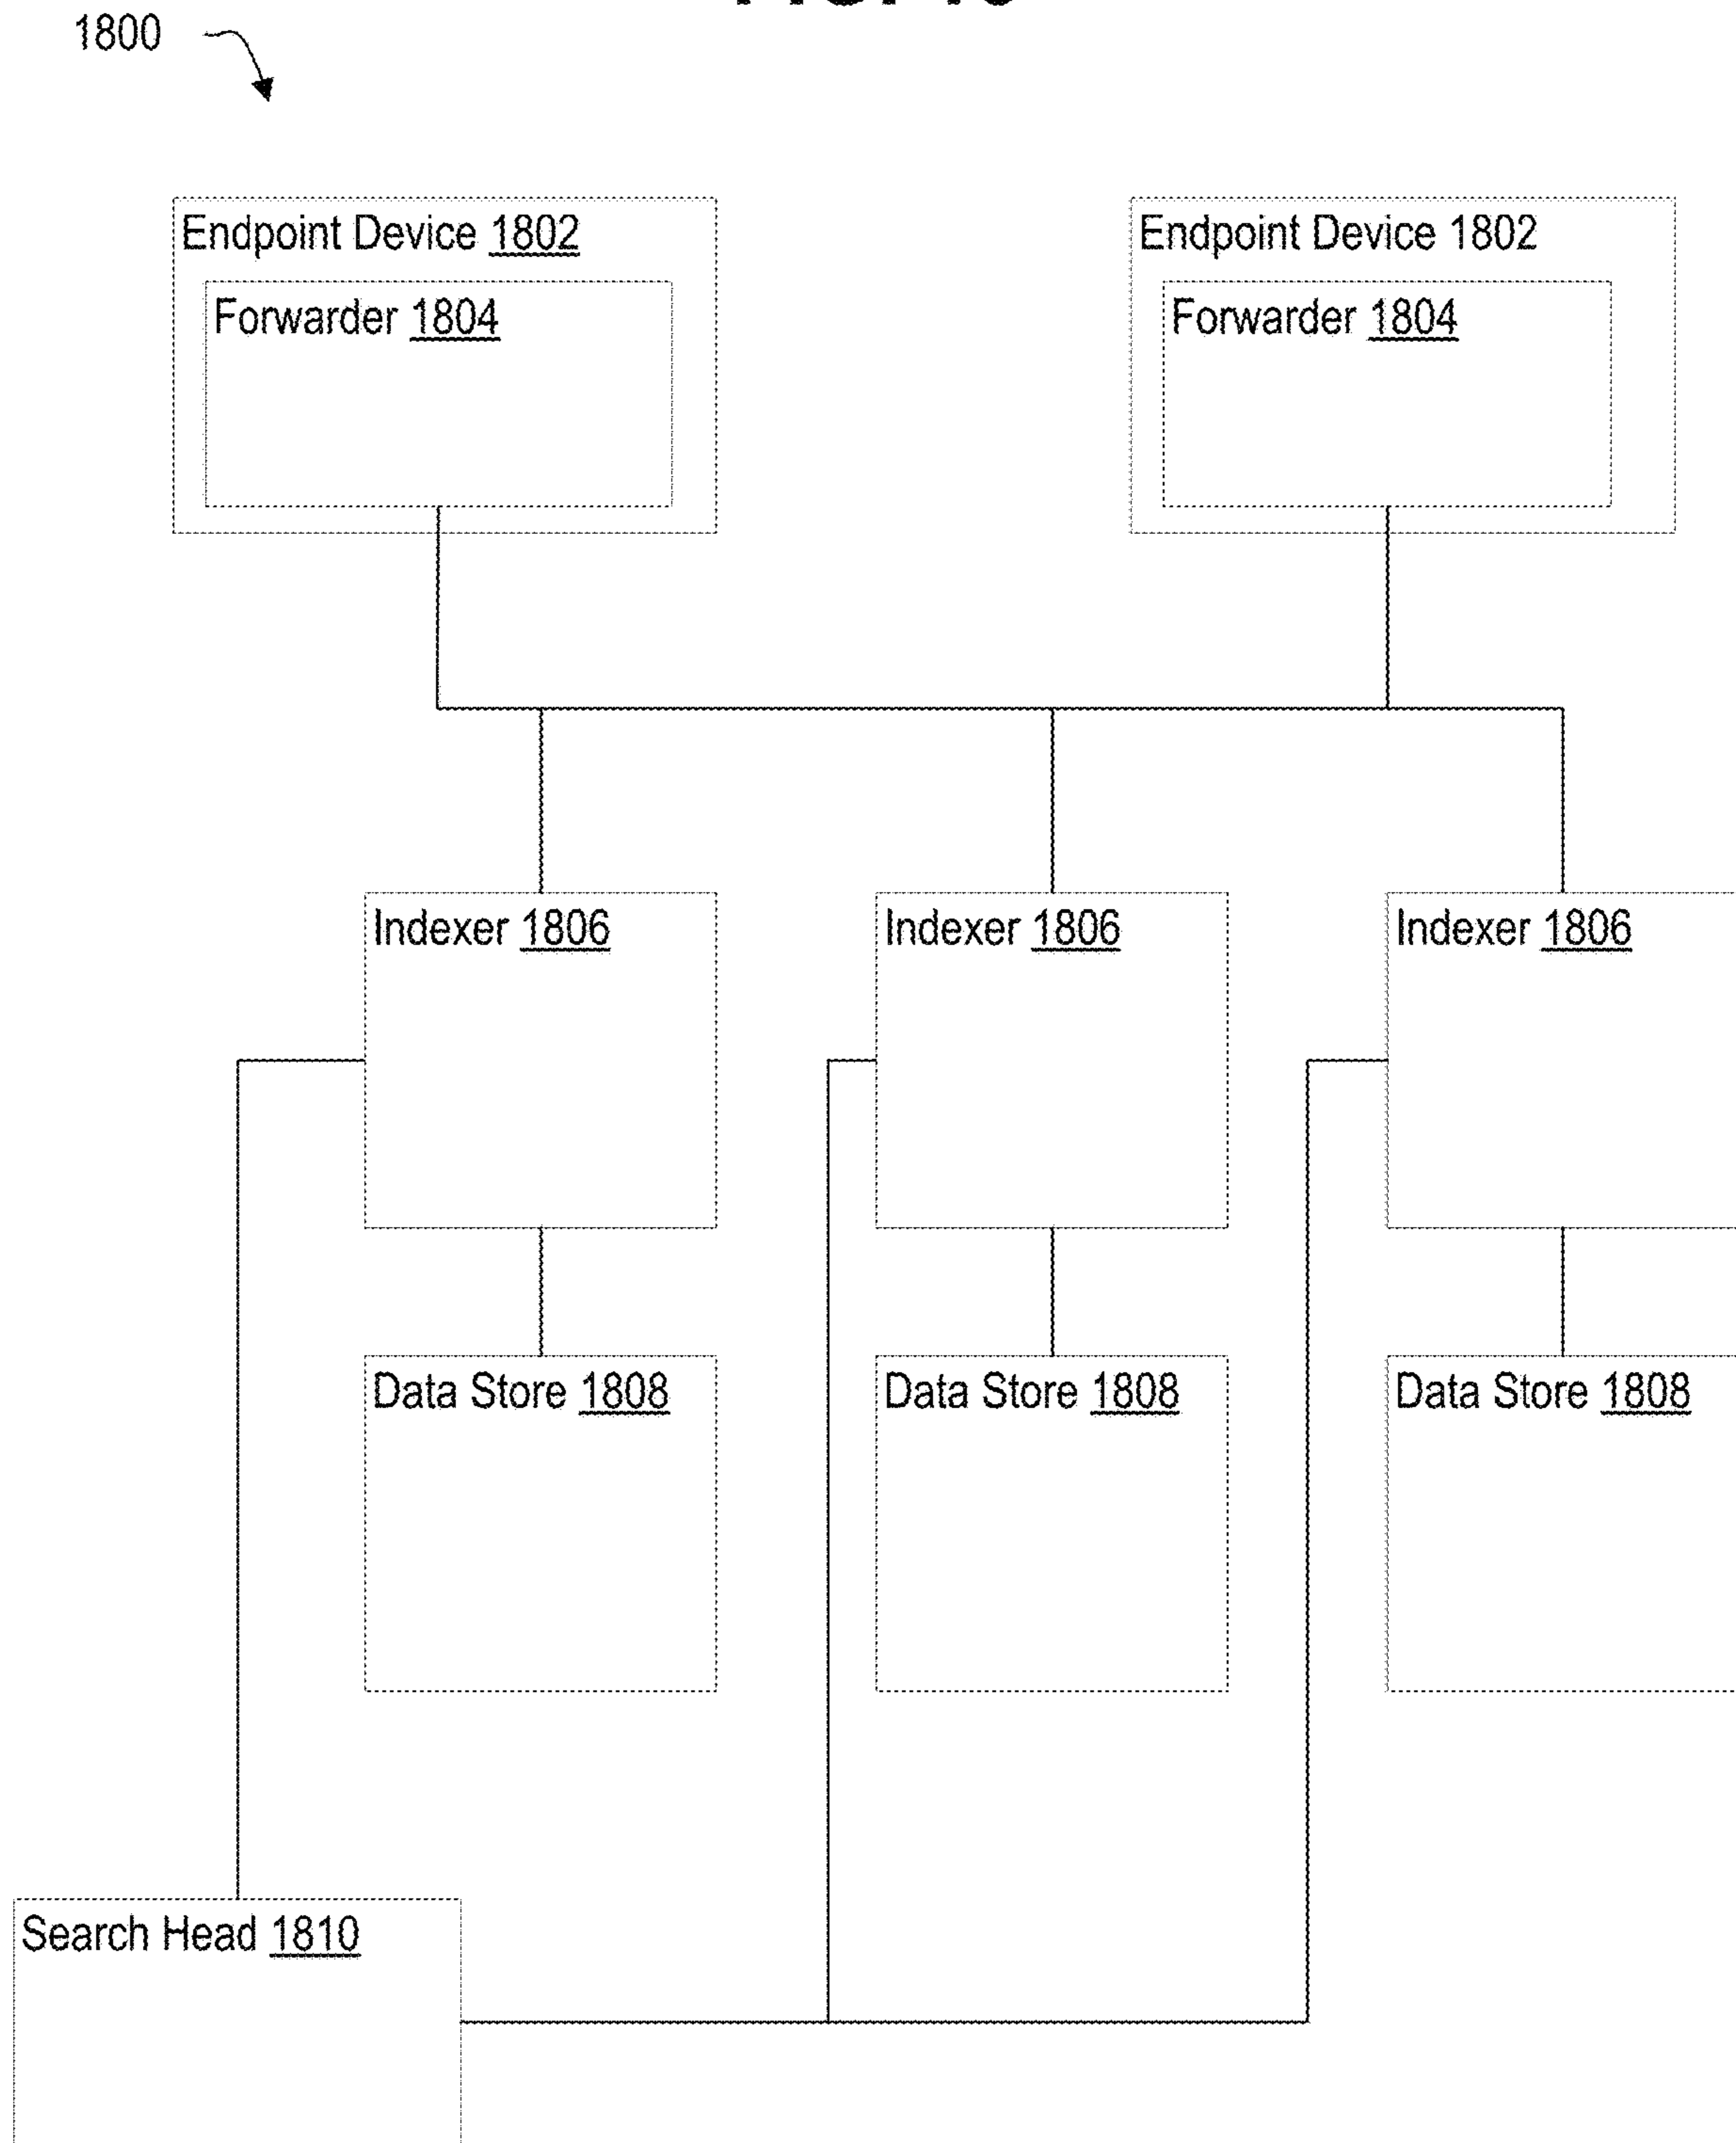 1800
Endpoint Device 1802
Endpoint Device 1802
Forwarder 1804
Forwarder 1804
Indexer 1806
Indexer 1806
Indexer 1806
Data Store 1808
Data Store 1808
Data Store 1808
Search Head 1810